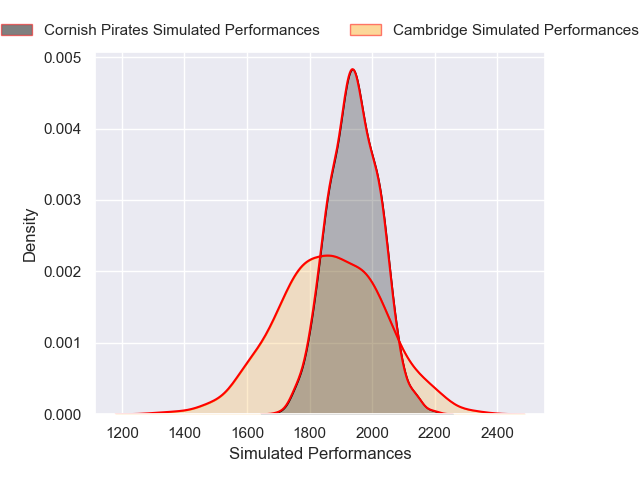 Cornish Pirates Simulated Performances Cambridge Simulated Performances
0.005
0.004
0.003
0.002
0.001
0.000
Density
1200 1400 1600 1800 2000 2200 2400
Simulated Performances